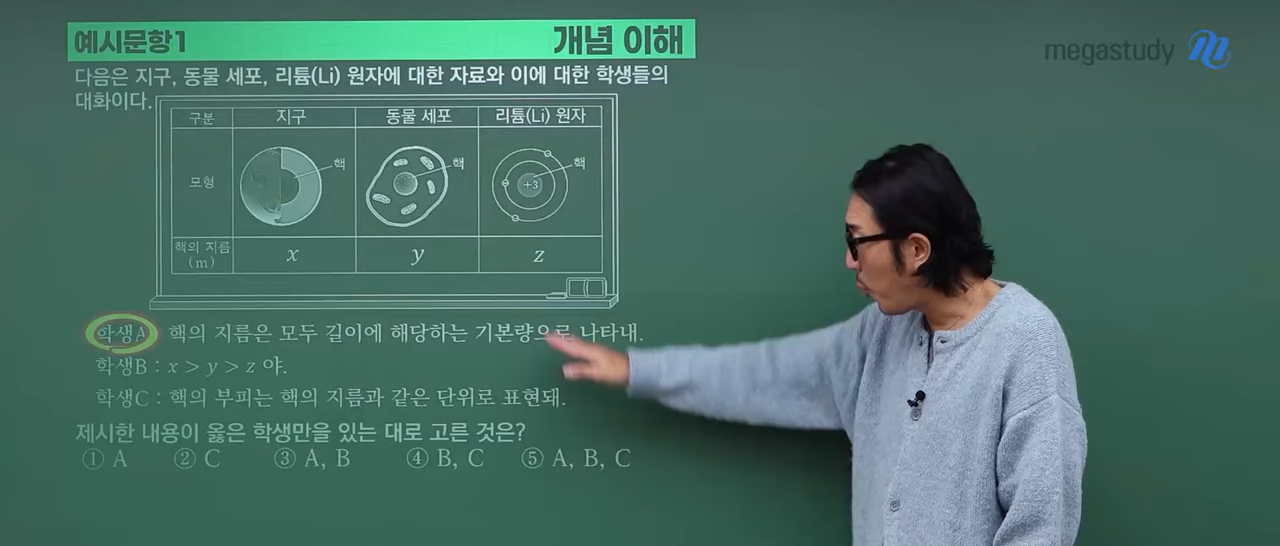 예시문항1 개념 이해
megastudy
다음은 지구, 동물 세포, 리튬(Li) 원자에 대한 자료와 이에 대한 학생들의
대화이다.
구분 지구 동물 세포 리튬(Li) 원자
모형 핵 핵 핵
+3
핵의 지름 x y z
(m)
학생A 핵의 지름은 모두 길이에 해당하는 기본량으로 나타내.
학생B : x > y > z 야.
학생C : 핵의 부피는 핵의 지름과 같은 단위로 표현돼.
제시한 내용이 옳은 학생만을 있는 대로 고른 것은?
① A ② C ③ A, B ④ B, C ⑤ A, B, C